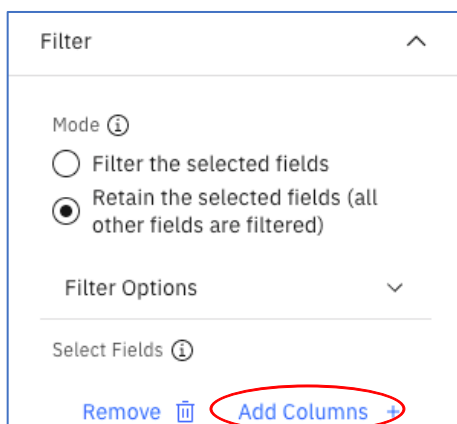 Filter
Mode
Filter the selected fields
Retain the selected fields (all
other fields are filtered)
Filter Options
Select Fields
Remove Add Columns +